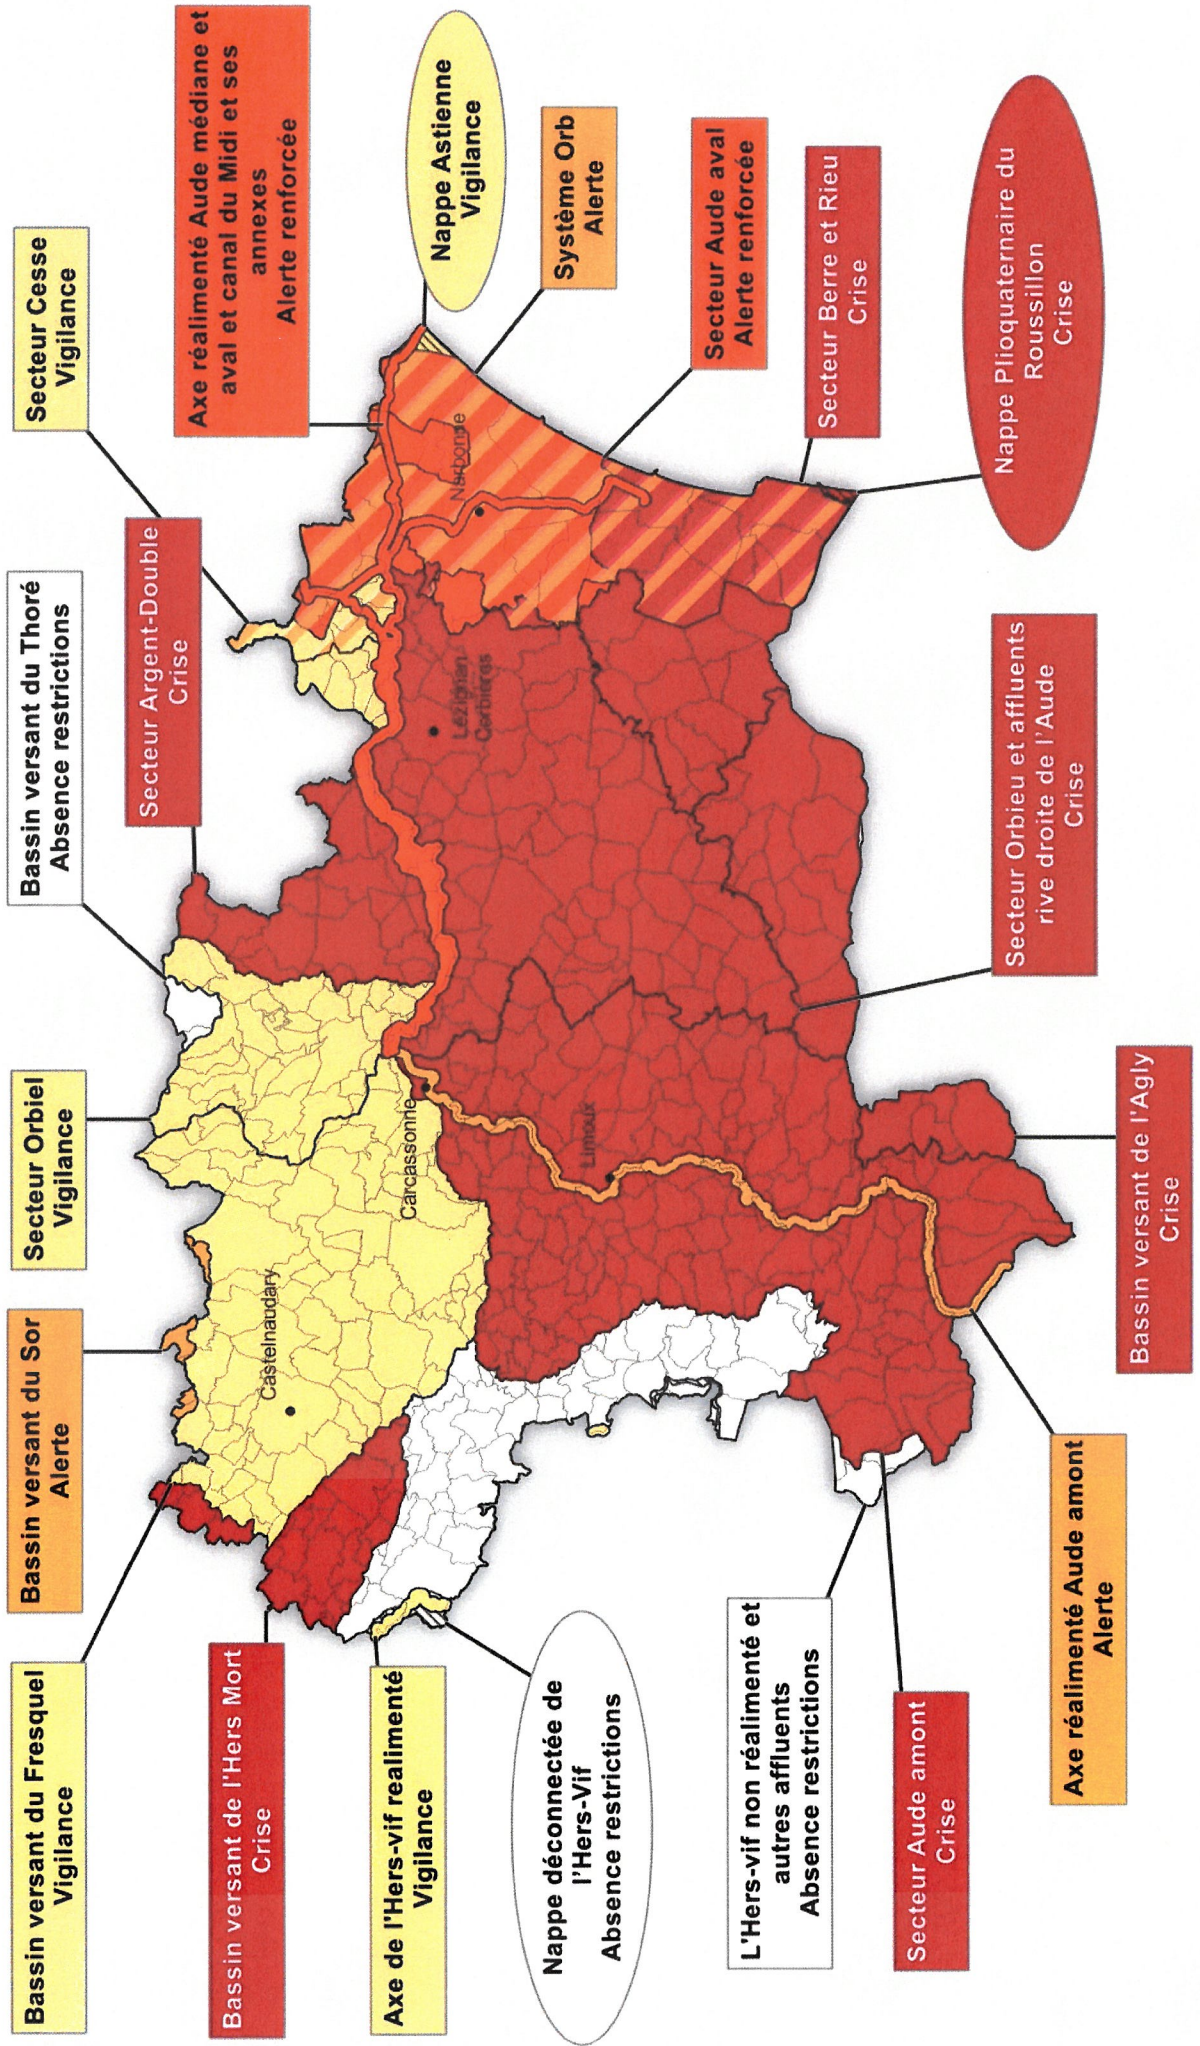 Bassin versant du Fresquel
Vigilance
Bassin versant du Sor
Alerte
Secteur Orbiel
Vigilance
Bassin versant du Thoré
Absence restrictions
Secteur Cesse
Vigilance
Secteur Argent-Double
Crise
Axe réalimenté Aude médiane et
aval et canal du Midi et ses
annexes
Alerte renforcée
Nappe Astienne
Vigilance
Système Orb
Alerte
Secteur Aude aval
Alerte renforcée
Secteur Berre et Rieu
Crise
Nappe Plioquaternaire du
Roussillon
Crise
Secteur Orbieu et affluents
rive droite de l'Aude
Crise
Bassin versant de l'Agly
Crise
Axe réalimenté Aude amont
Alerte
Secteur Aude amont
Crise
L'Hers-vif non réalimenté et
autres affluents
Absence restrictions
Nappe déconnectée de
l'Hers-Vif
Absence restrictions
Axe de l'Hers-vif realimenté
Vigilance
Bassin versant de l'Hers Mort
Crise
Castelnaudary
Carcassonne
Limoux
Lézignan
Corbières
Narbonne